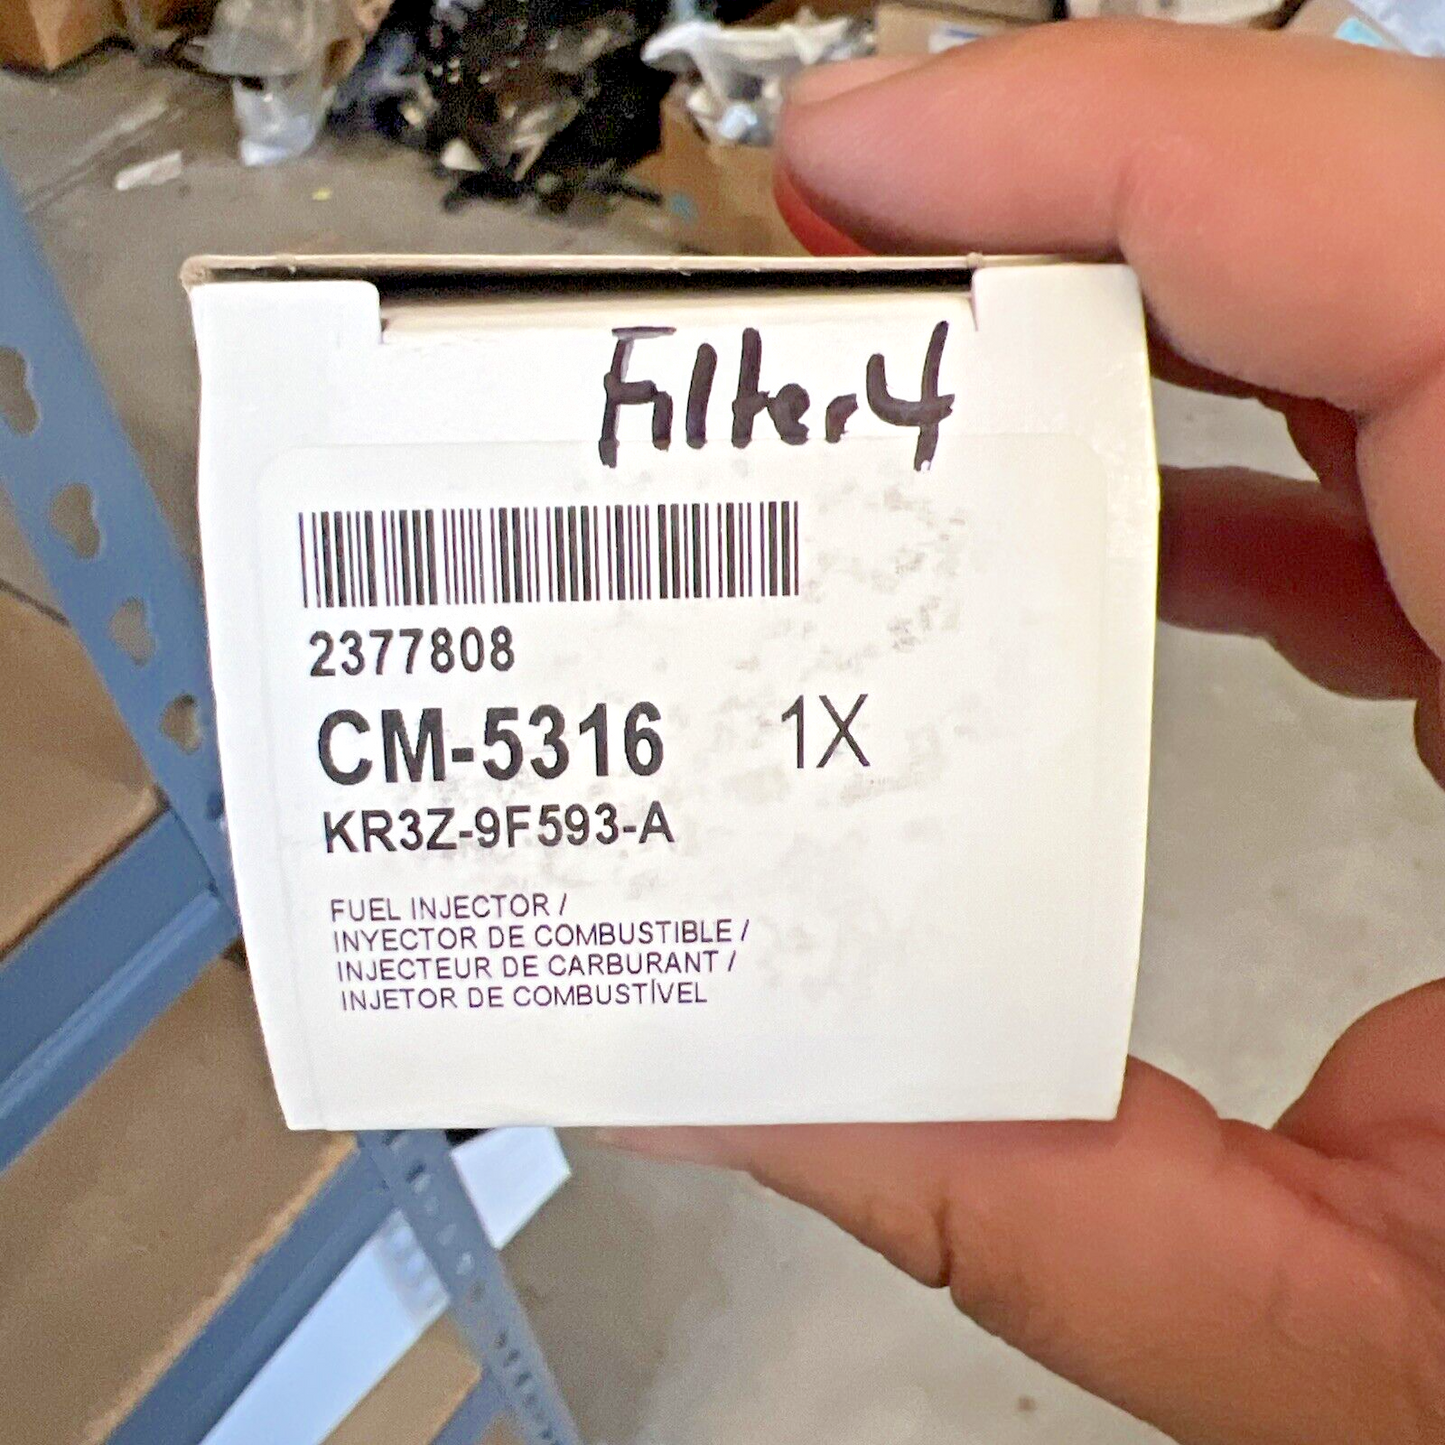 Filter 4
2377808
CM-5316 1X
KR3Z-9F593-A
FUEL INJECTOR /
INYECTOR DE COMBUSTIBLE /
INJECTEUR DE CARBURANT /
INJETOR DE COMBUSTÍVEL